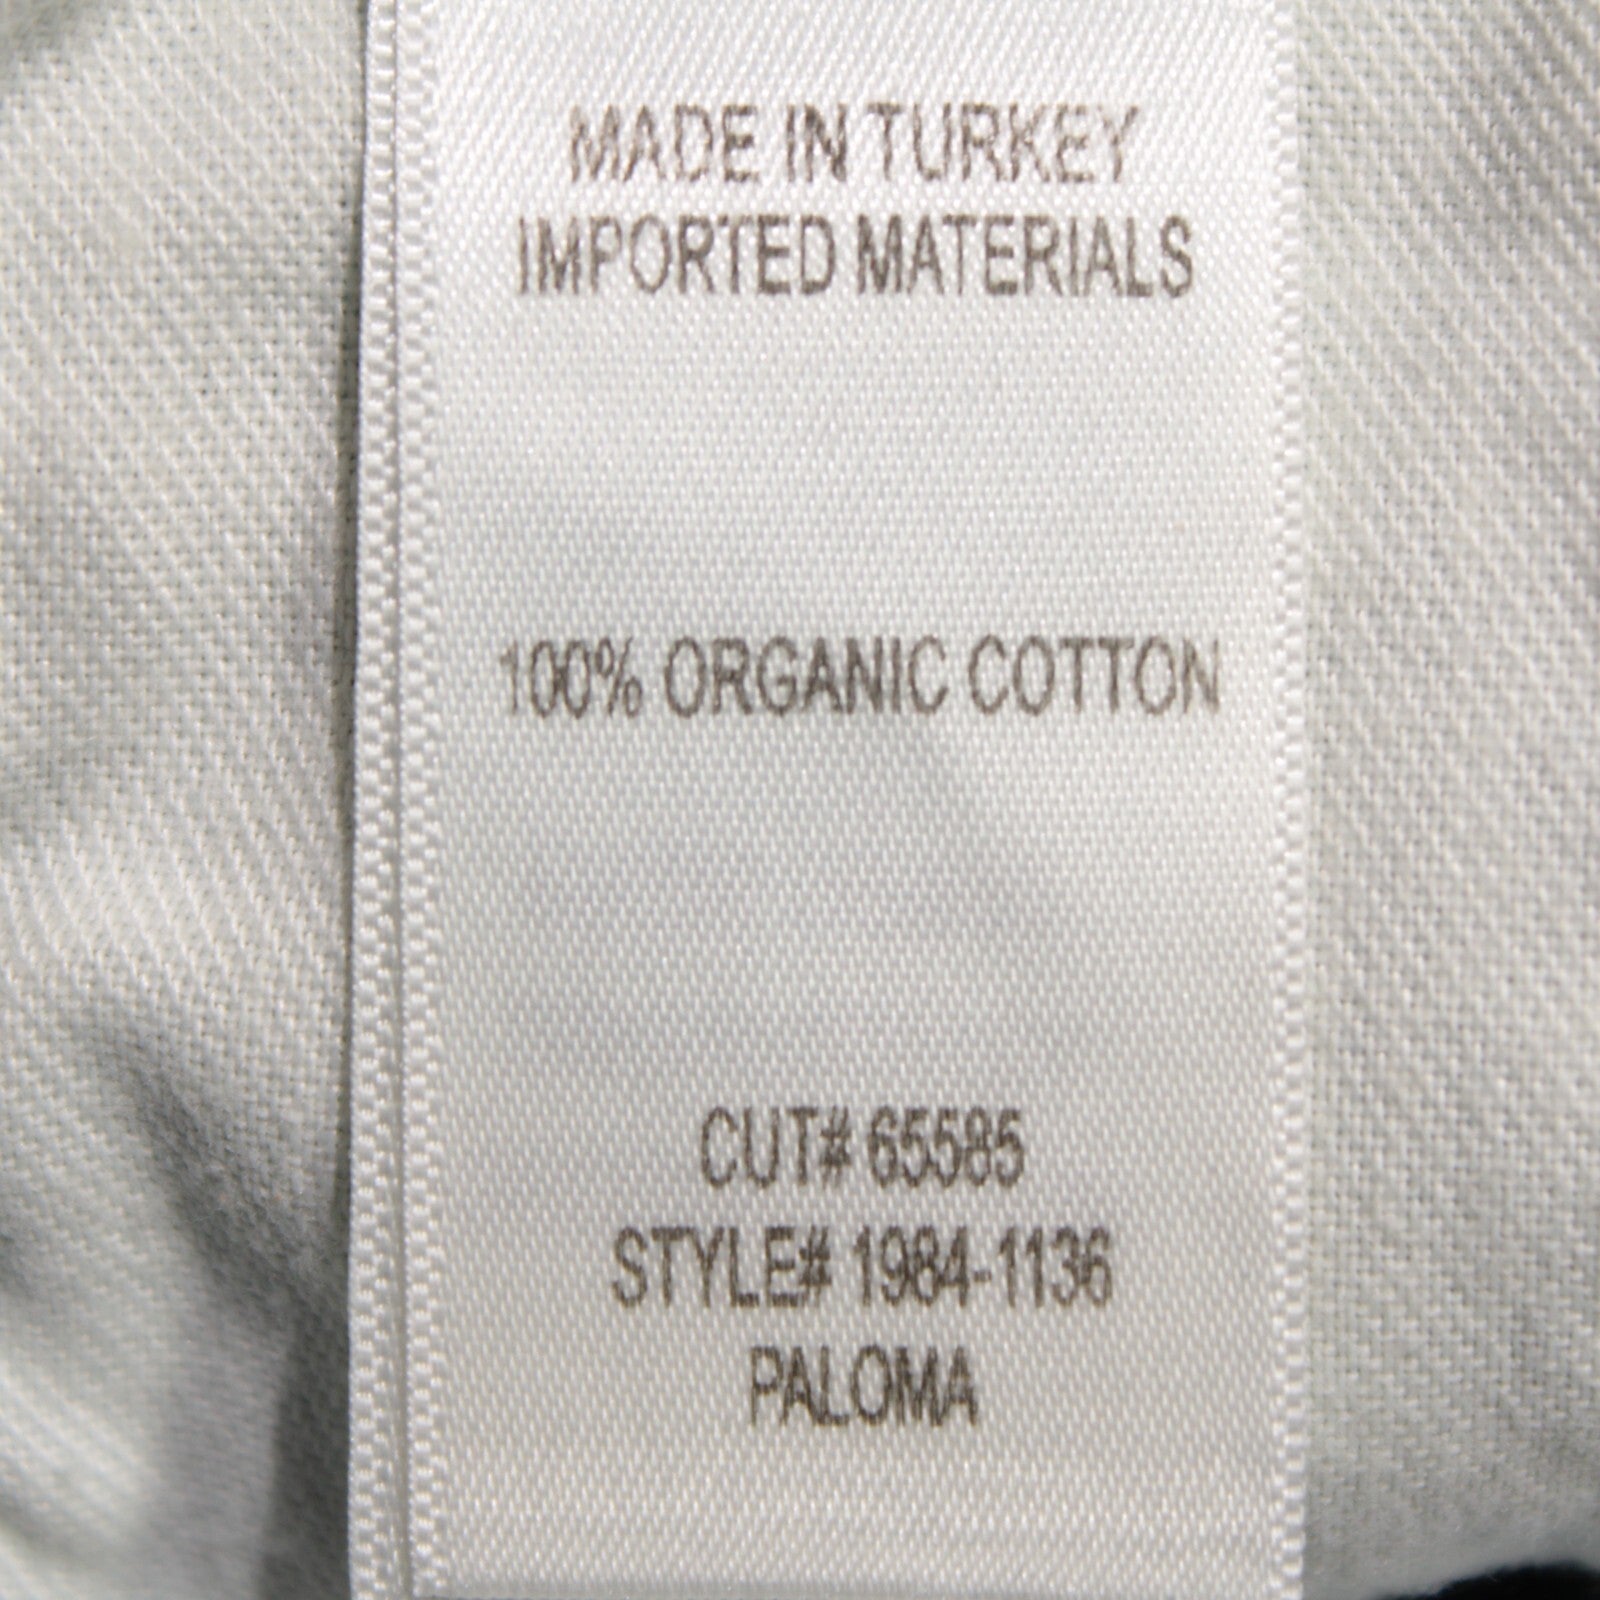 MADE IN TURKEY
IMPORTED MATERIALS
100% ORGANIC COTTON
CUT# 65585
STYLE# 1984-1136
PALOMA